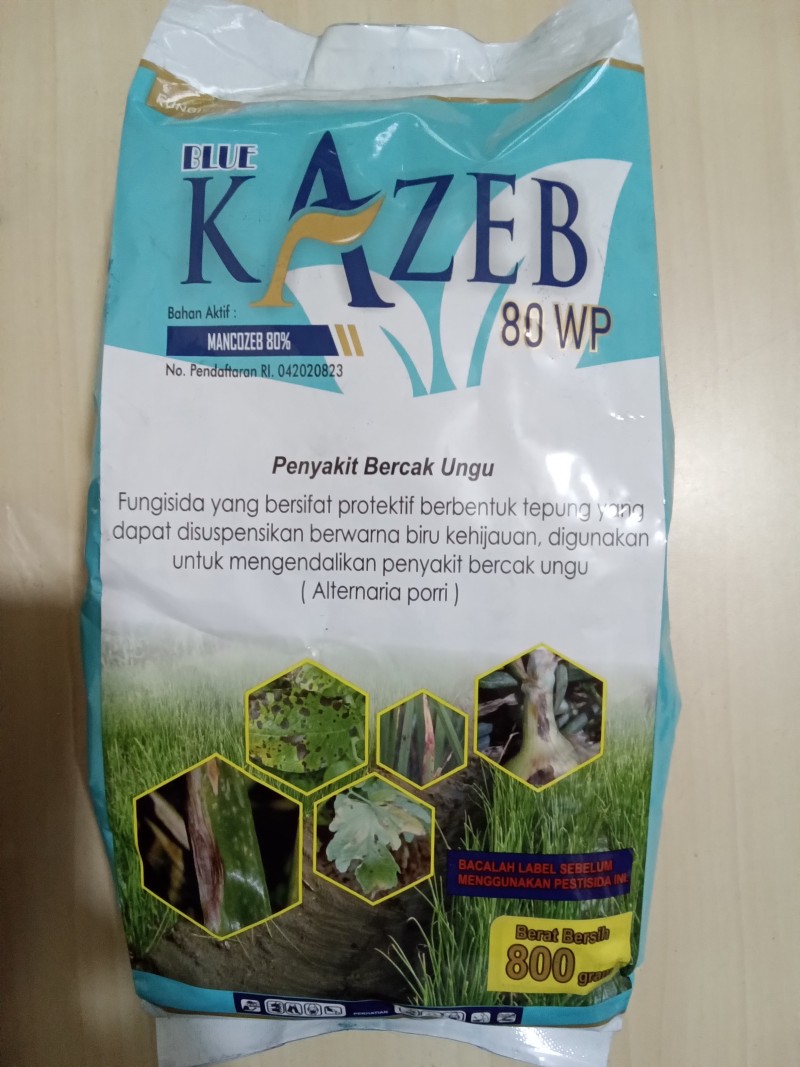 BLUE
KAZEB
80 WP
Bahan Aktif :
MANCOZEB 80%
No. Pendaftaran RI. 042020823
Penyakit Bercak Ungu
Fungisida yang bersifat protektif berbentuk tepung yang
dapat disuspensikan berwarna biru kehijauan, digunakan
untuk mengendalikan penyakit bercak ungu
( Alternaria porri )
BACALAH LABEL SEBELUM
MENGGUNAKAN PESTISIDA INI
Berat Bersih
800 gram